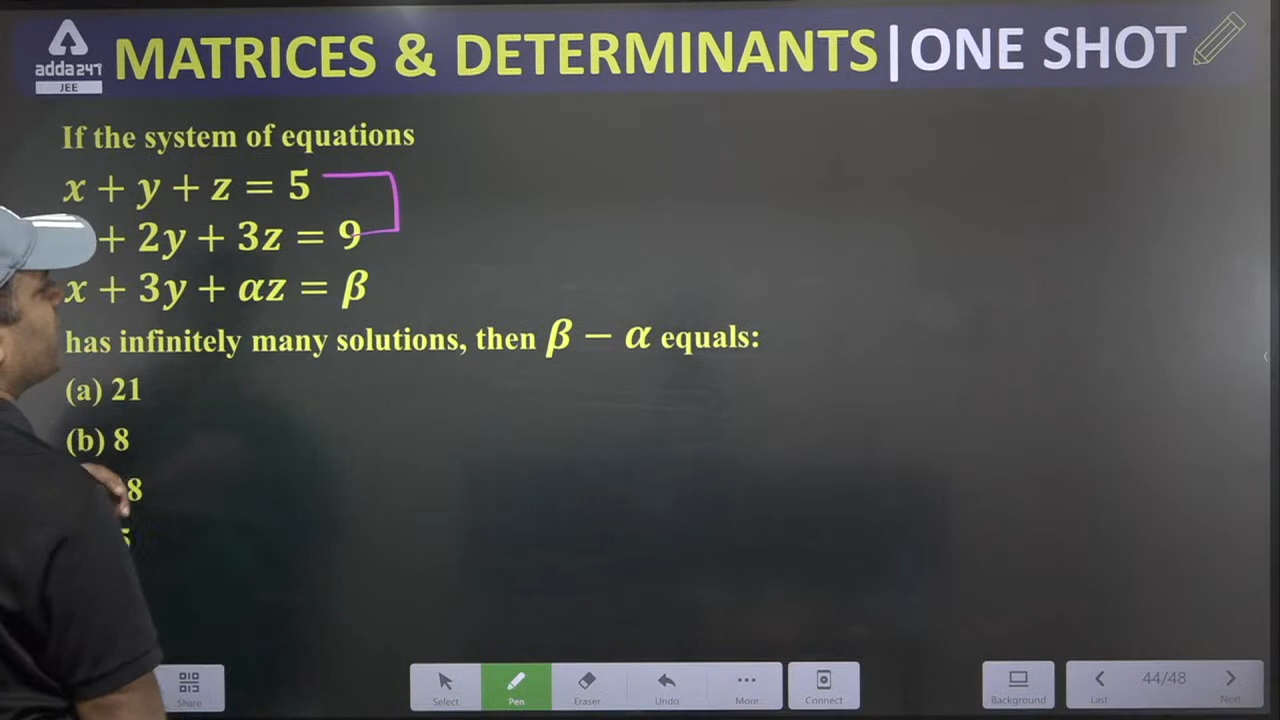 adda247
JEE
MATRICES & DETERMINANTS|ONE SHOT
If the system of equations
x + y + z = 5
+ 2y + 3z = 9
x + 3y + αz = β
has infinitely many solutions, then β − α equals:
(a) 21
(b) 8
8
5
Share
Select
Pen
Eraser
Undo
More
Connect
Background
Last
44/48
Next